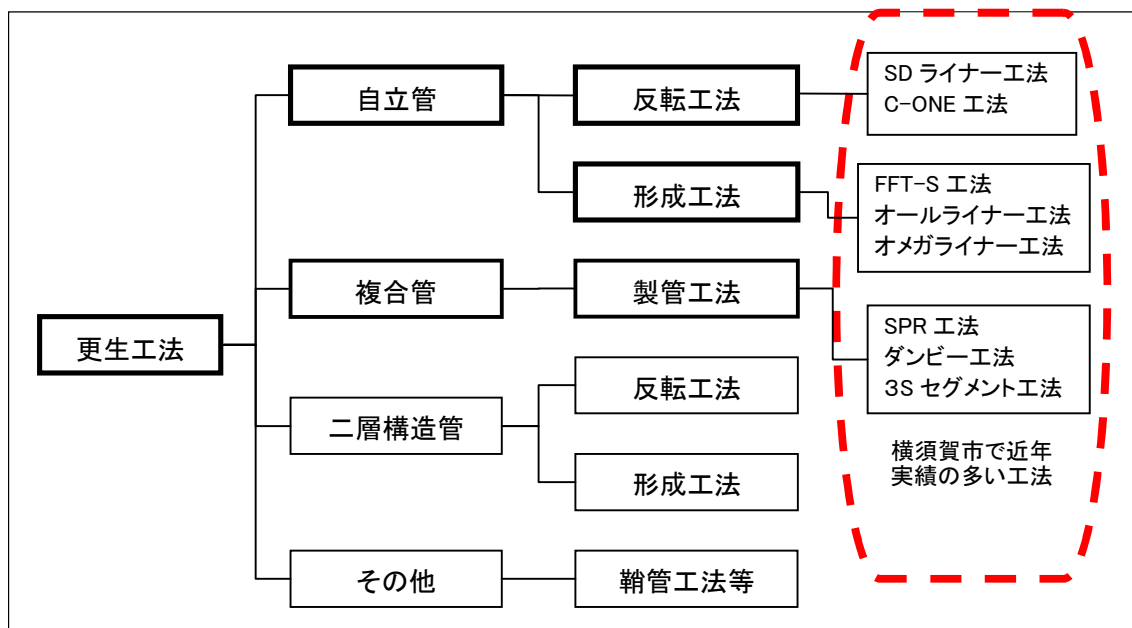 自立管
反転工法
SD ライナー工法
C-ONE 工法
形成工法
FFT-S 工法
オールライナー工法
オメガライナー工法
複合管
製管工法
SPR 工法
ダンビー工法
3S セグメント工法
更生工法
二層構造管
反転工法
形成工法
横須賀市で近年
実績の多い工法
その他
鞘管工法等